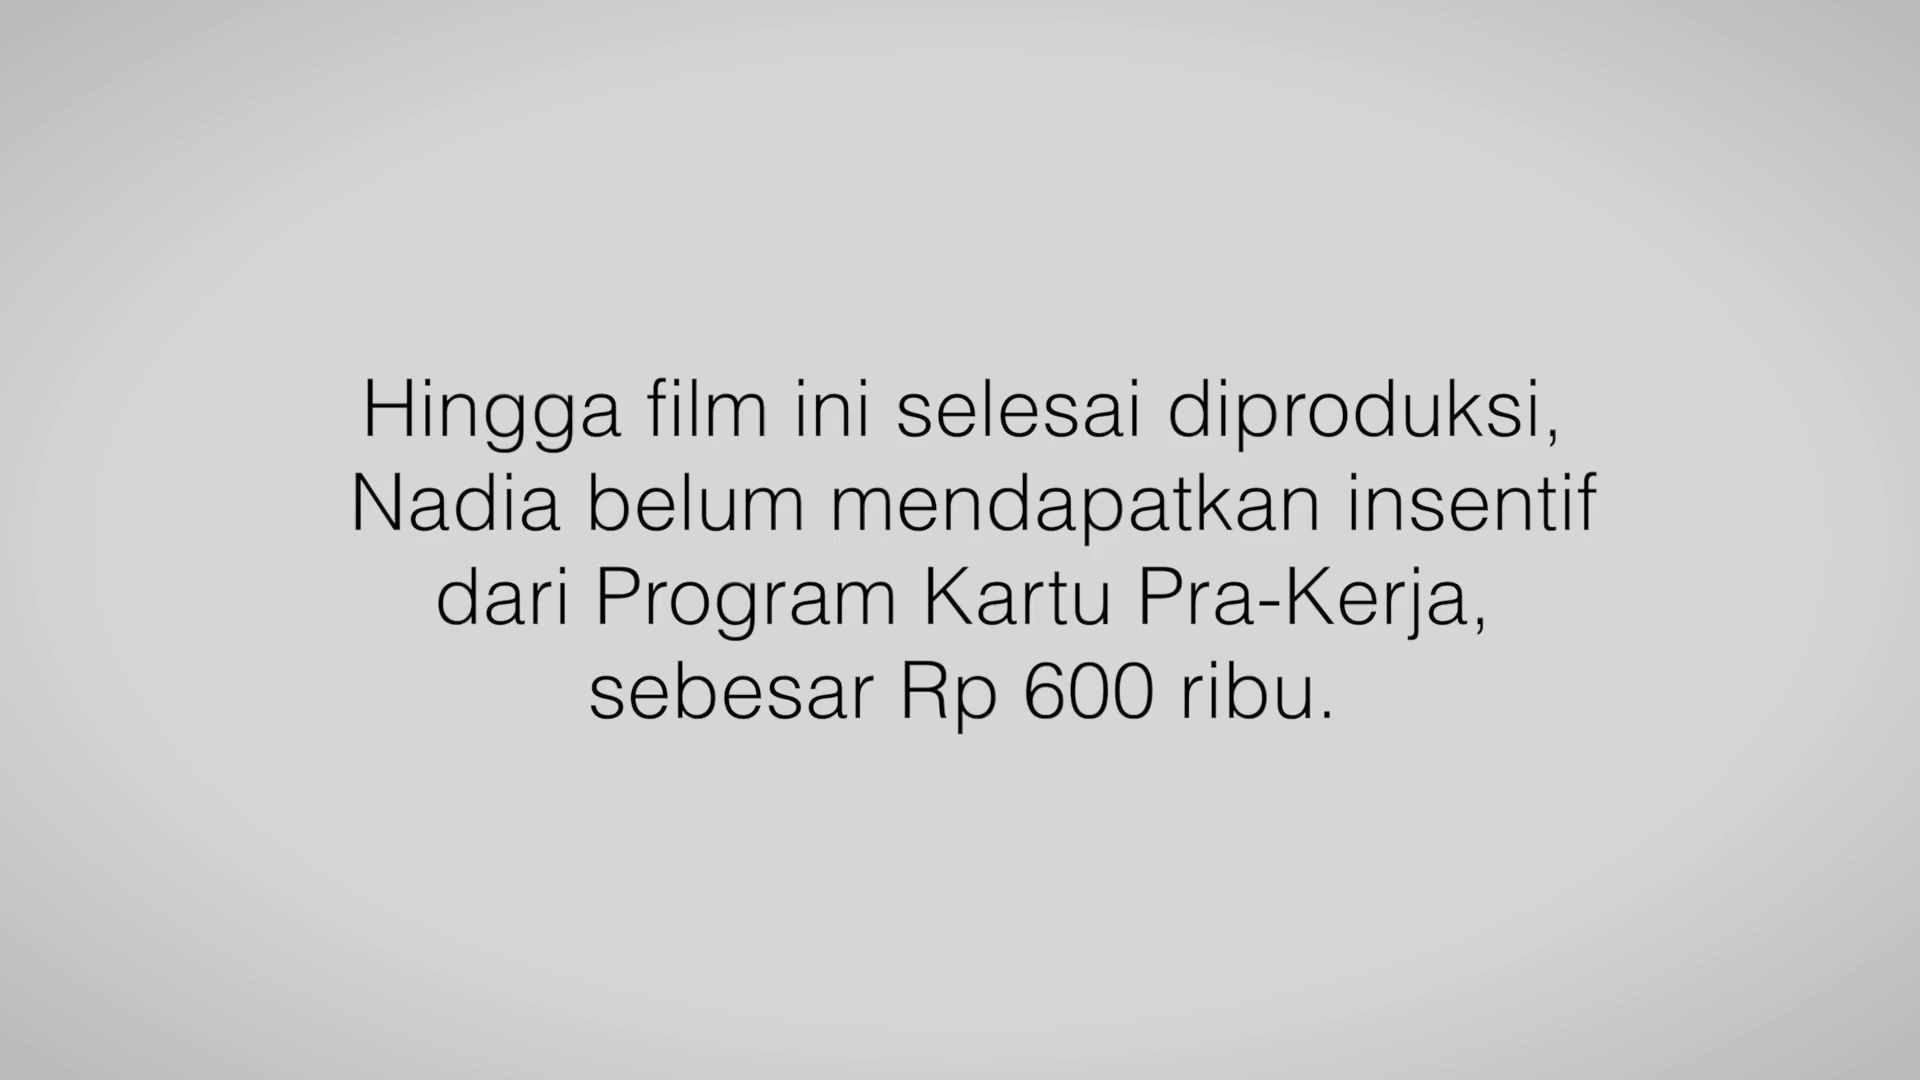 Hingga film ini selesai diproduksi,
Nadia belum mendapatkan insentif
dari Program Kartu Pra-Kerja,
sebesar Rp 600 ribu.